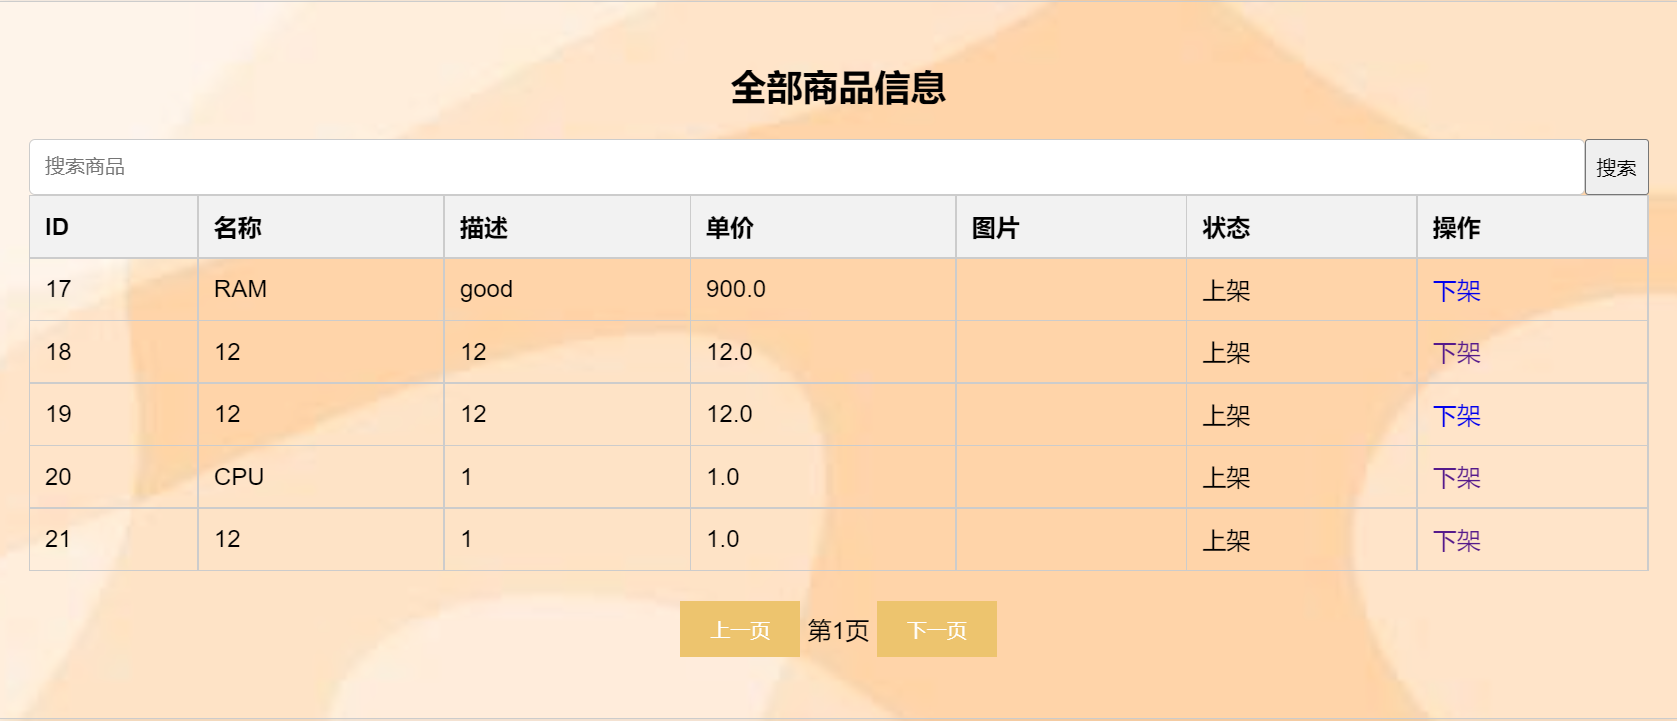 全部商品信息
搜索商品 搜索
ID 名称 描述 单价 图片 状态 操作
17 RAM good 900.0 上架 下架
18 12 12 12.0 上架 下架
19 12 12 12.0 上架 下架
20 CPU 1 1.0 上架 下架
21 12 1 1.0 上架 下架
上一页 第1页 下一页